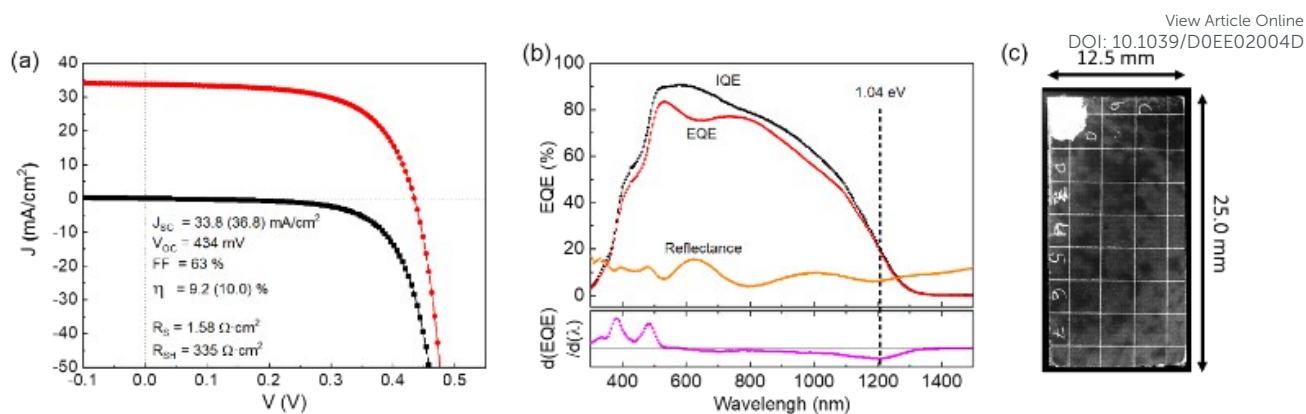 View Article Online
DOI: 10.1039/D0EE02004D
(a)
40
30
20
10
0
-10
-20
-30
-40
-50
J (mA/cm²)
J_SC = 33.8 (36.8) mA/cm²
V_OC = 434 mV
FF = 63 %
η = 9.2 (10.0) %
R_S = 1.58 Ω·cm²
R_SH = 335 Ω·cm²
-0.1 0.0 0.1 0.2 0.3 0.4 0.5
V (V)
(b)
100
80
60
40
20
0
EQE (%)
IQE
EQE
1.04 eV
Reflectance
d(EQE)
/d(λ)
400 600 800 1000 1200 1400
Wavelengh (nm)
(c)
12.5 mm
25.0 mm
b C
a
4
5.
6
7